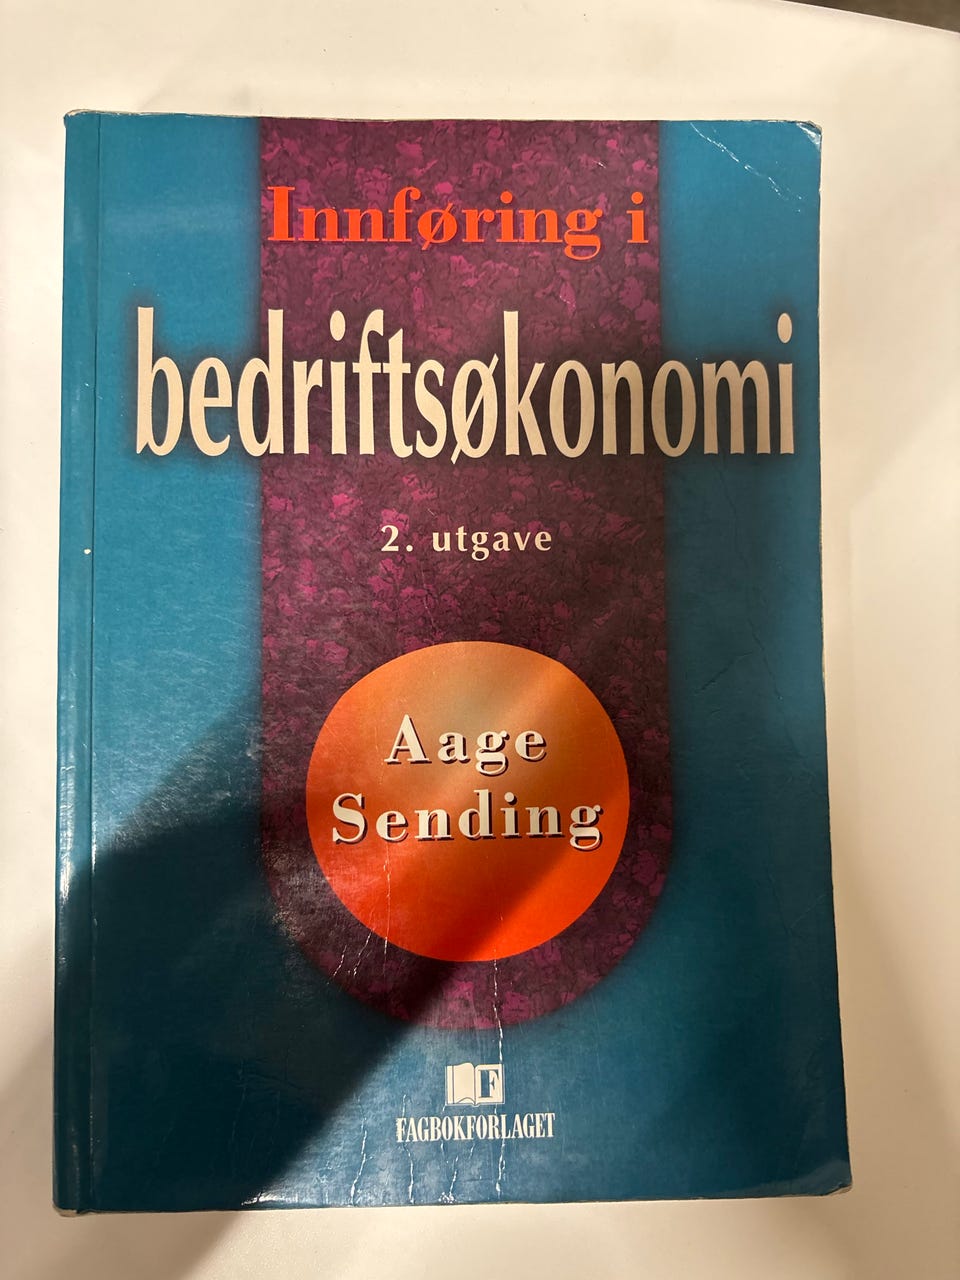 Innføring i
bedriftsøkonomi
2. utgave
Aage
Sending
F
FAGBOKFORLAGET